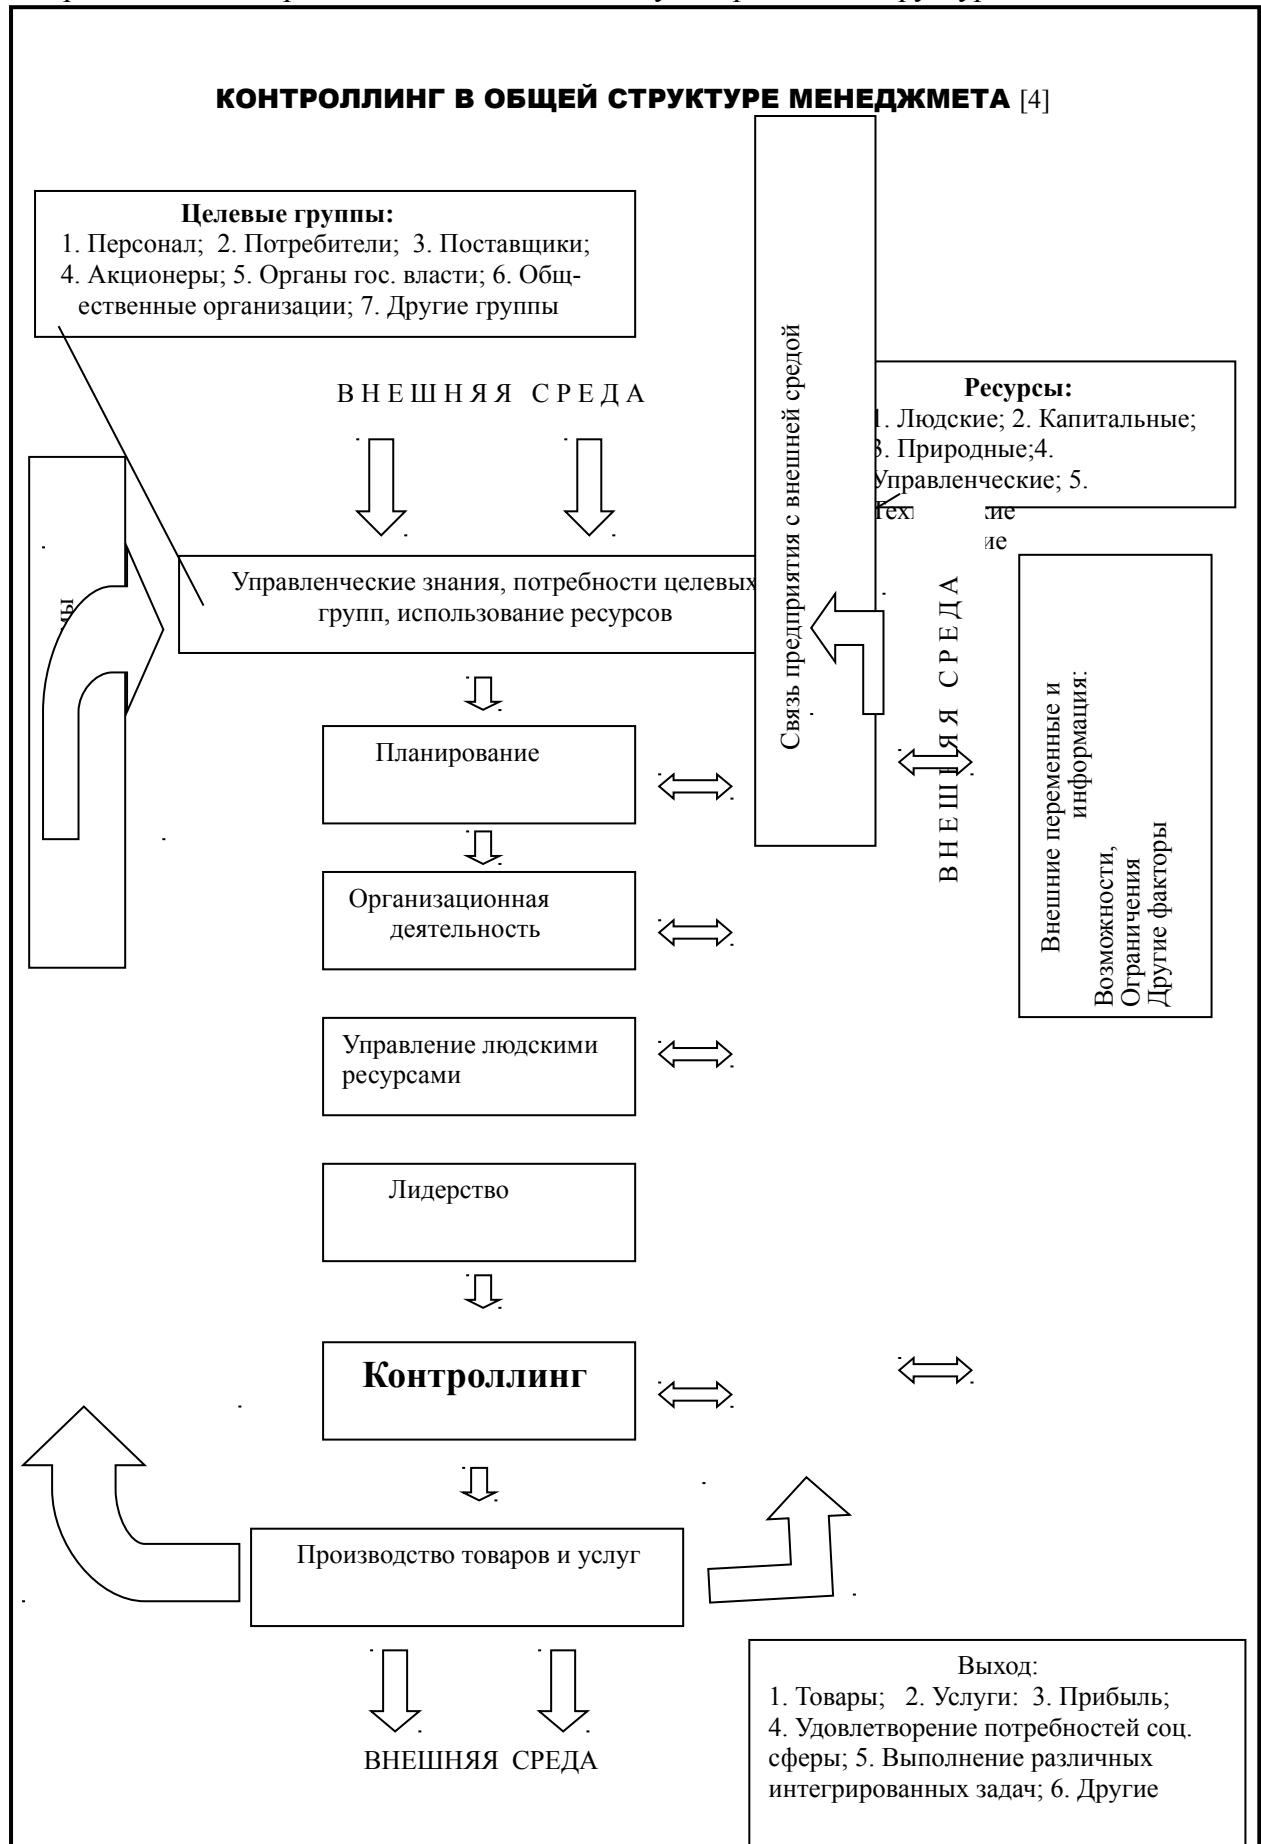 КОНТРОЛЛИНГ В ОБЩЕЙ СТРУКТУРЕ МЕНЕДЖМЕТА [4]
Целевые группы:
1. Персонал; 2. Потребители; 3. Поставщики;
4. Акционеры; 5. Органы гос. власти; 6. Общ-
ественные организации; 7. Другие группы
ВНЕШНЯЯ СРЕДА
Связь предприятия с внешней средой
Ресурсы:
1. Людские; 2. Капитальные;
3. Природные;4.
Управленческие; 5.
Управленческие знания, потребности целевых
групп, использование ресурсов
ВНЕШНЯЯ СРЕДА
Внешние переменные и
информация:
Возможности,
Ограничения
Другие факторы
Планирование
Организационная
деятельность
Управление людскими
ресурсами
Лидерство
Контроллинг
Производство товаров и услуг
ВНЕШНЯЯ СРЕДА
Выход:
1. Товары; 2. Услуги: 3. Прибыль;
4. Удовлетворение потребностей соц.
сферы; 5. Выполнение различных
интегрированных задач; 6. Другие